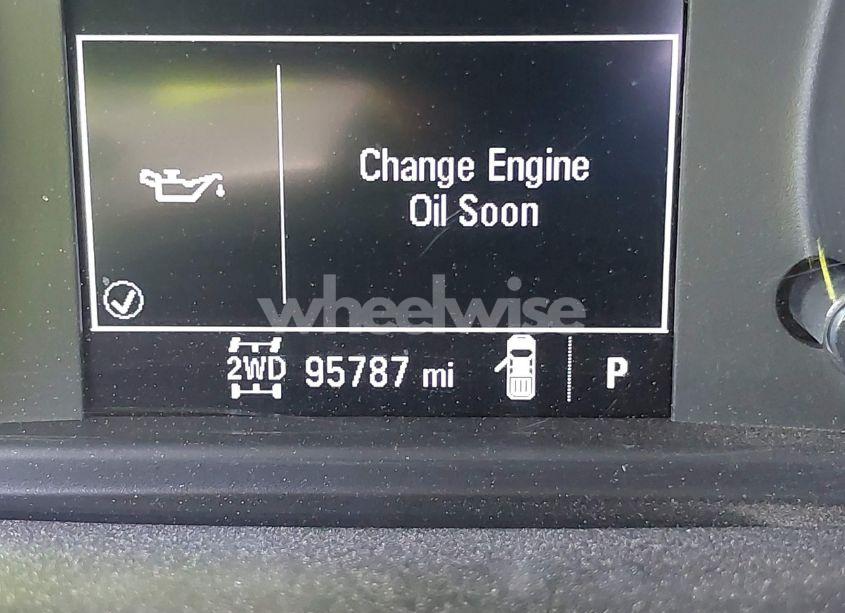 Change Engine
Oil Soon
wheelwise
2WD 95787 mi P